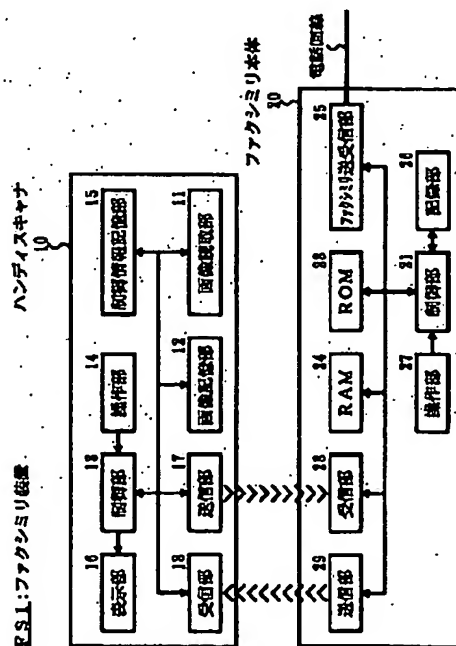 FS1:ファクシミリ装置
ハンディスキャナ
10
16
表示部
13
制御部
14
操作部
15
制御情報記憶部
18
受信部
17
送信部
12
画像記憶部
11
画像読取部
ファクシミリ本体
20
29
送信部
28
受信部
24
RAM
23
ROM
25
ファクシミリ送受信部
電話回線
27
操作部
21
制御部
26
記録部